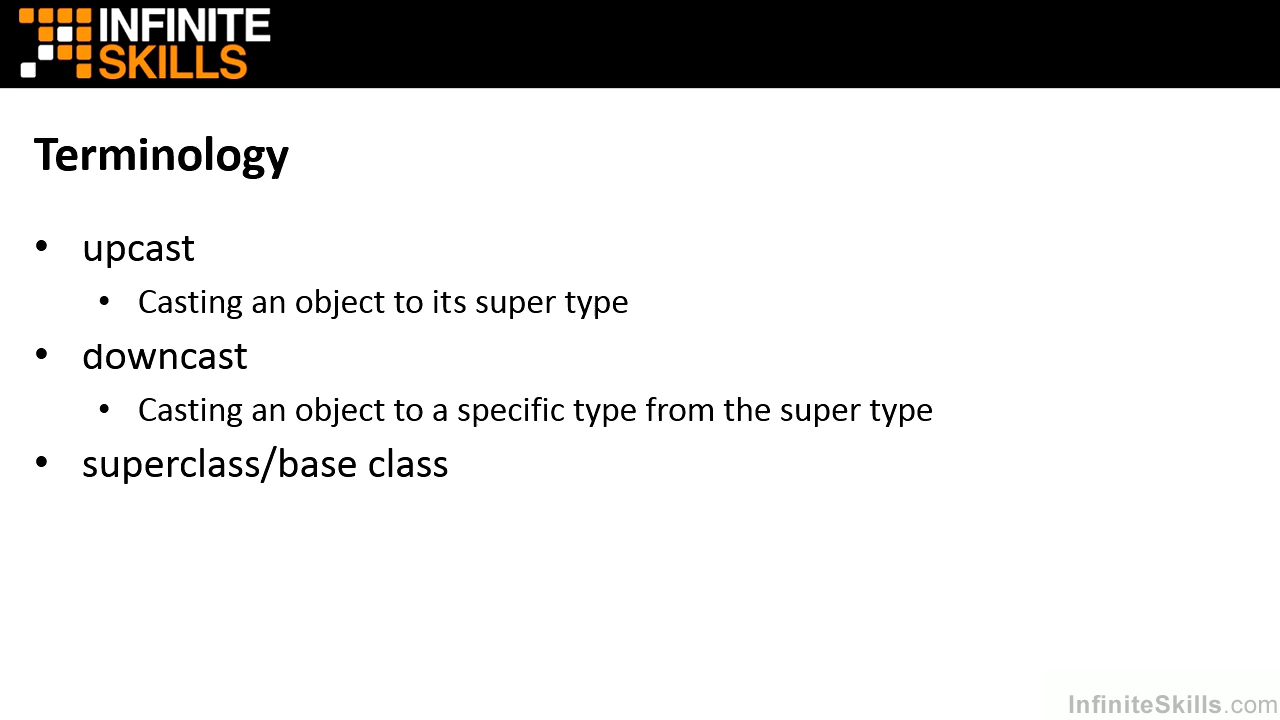 INFINITE
SKILLS
Terminology
• upcast
• Casting an object to its super type
• downcast
• Casting an object to a specific type from the super type
• superclass/base class
InfiniteSkills.com